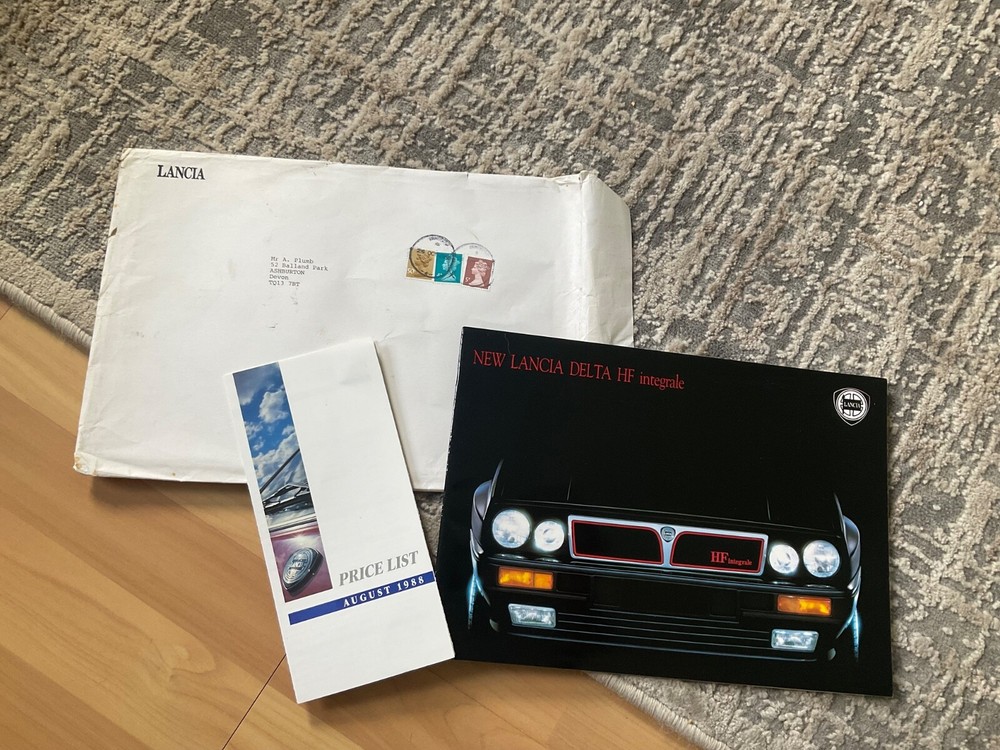 LANCIA
Mr A. Plumb
52 Balland Park
ASHBURTON
Devon
TQ13 7BT
NEW LANCIA DELTA HF integrale
LANCIA
HF integrale
PRICE LIST
AUGUST 1988